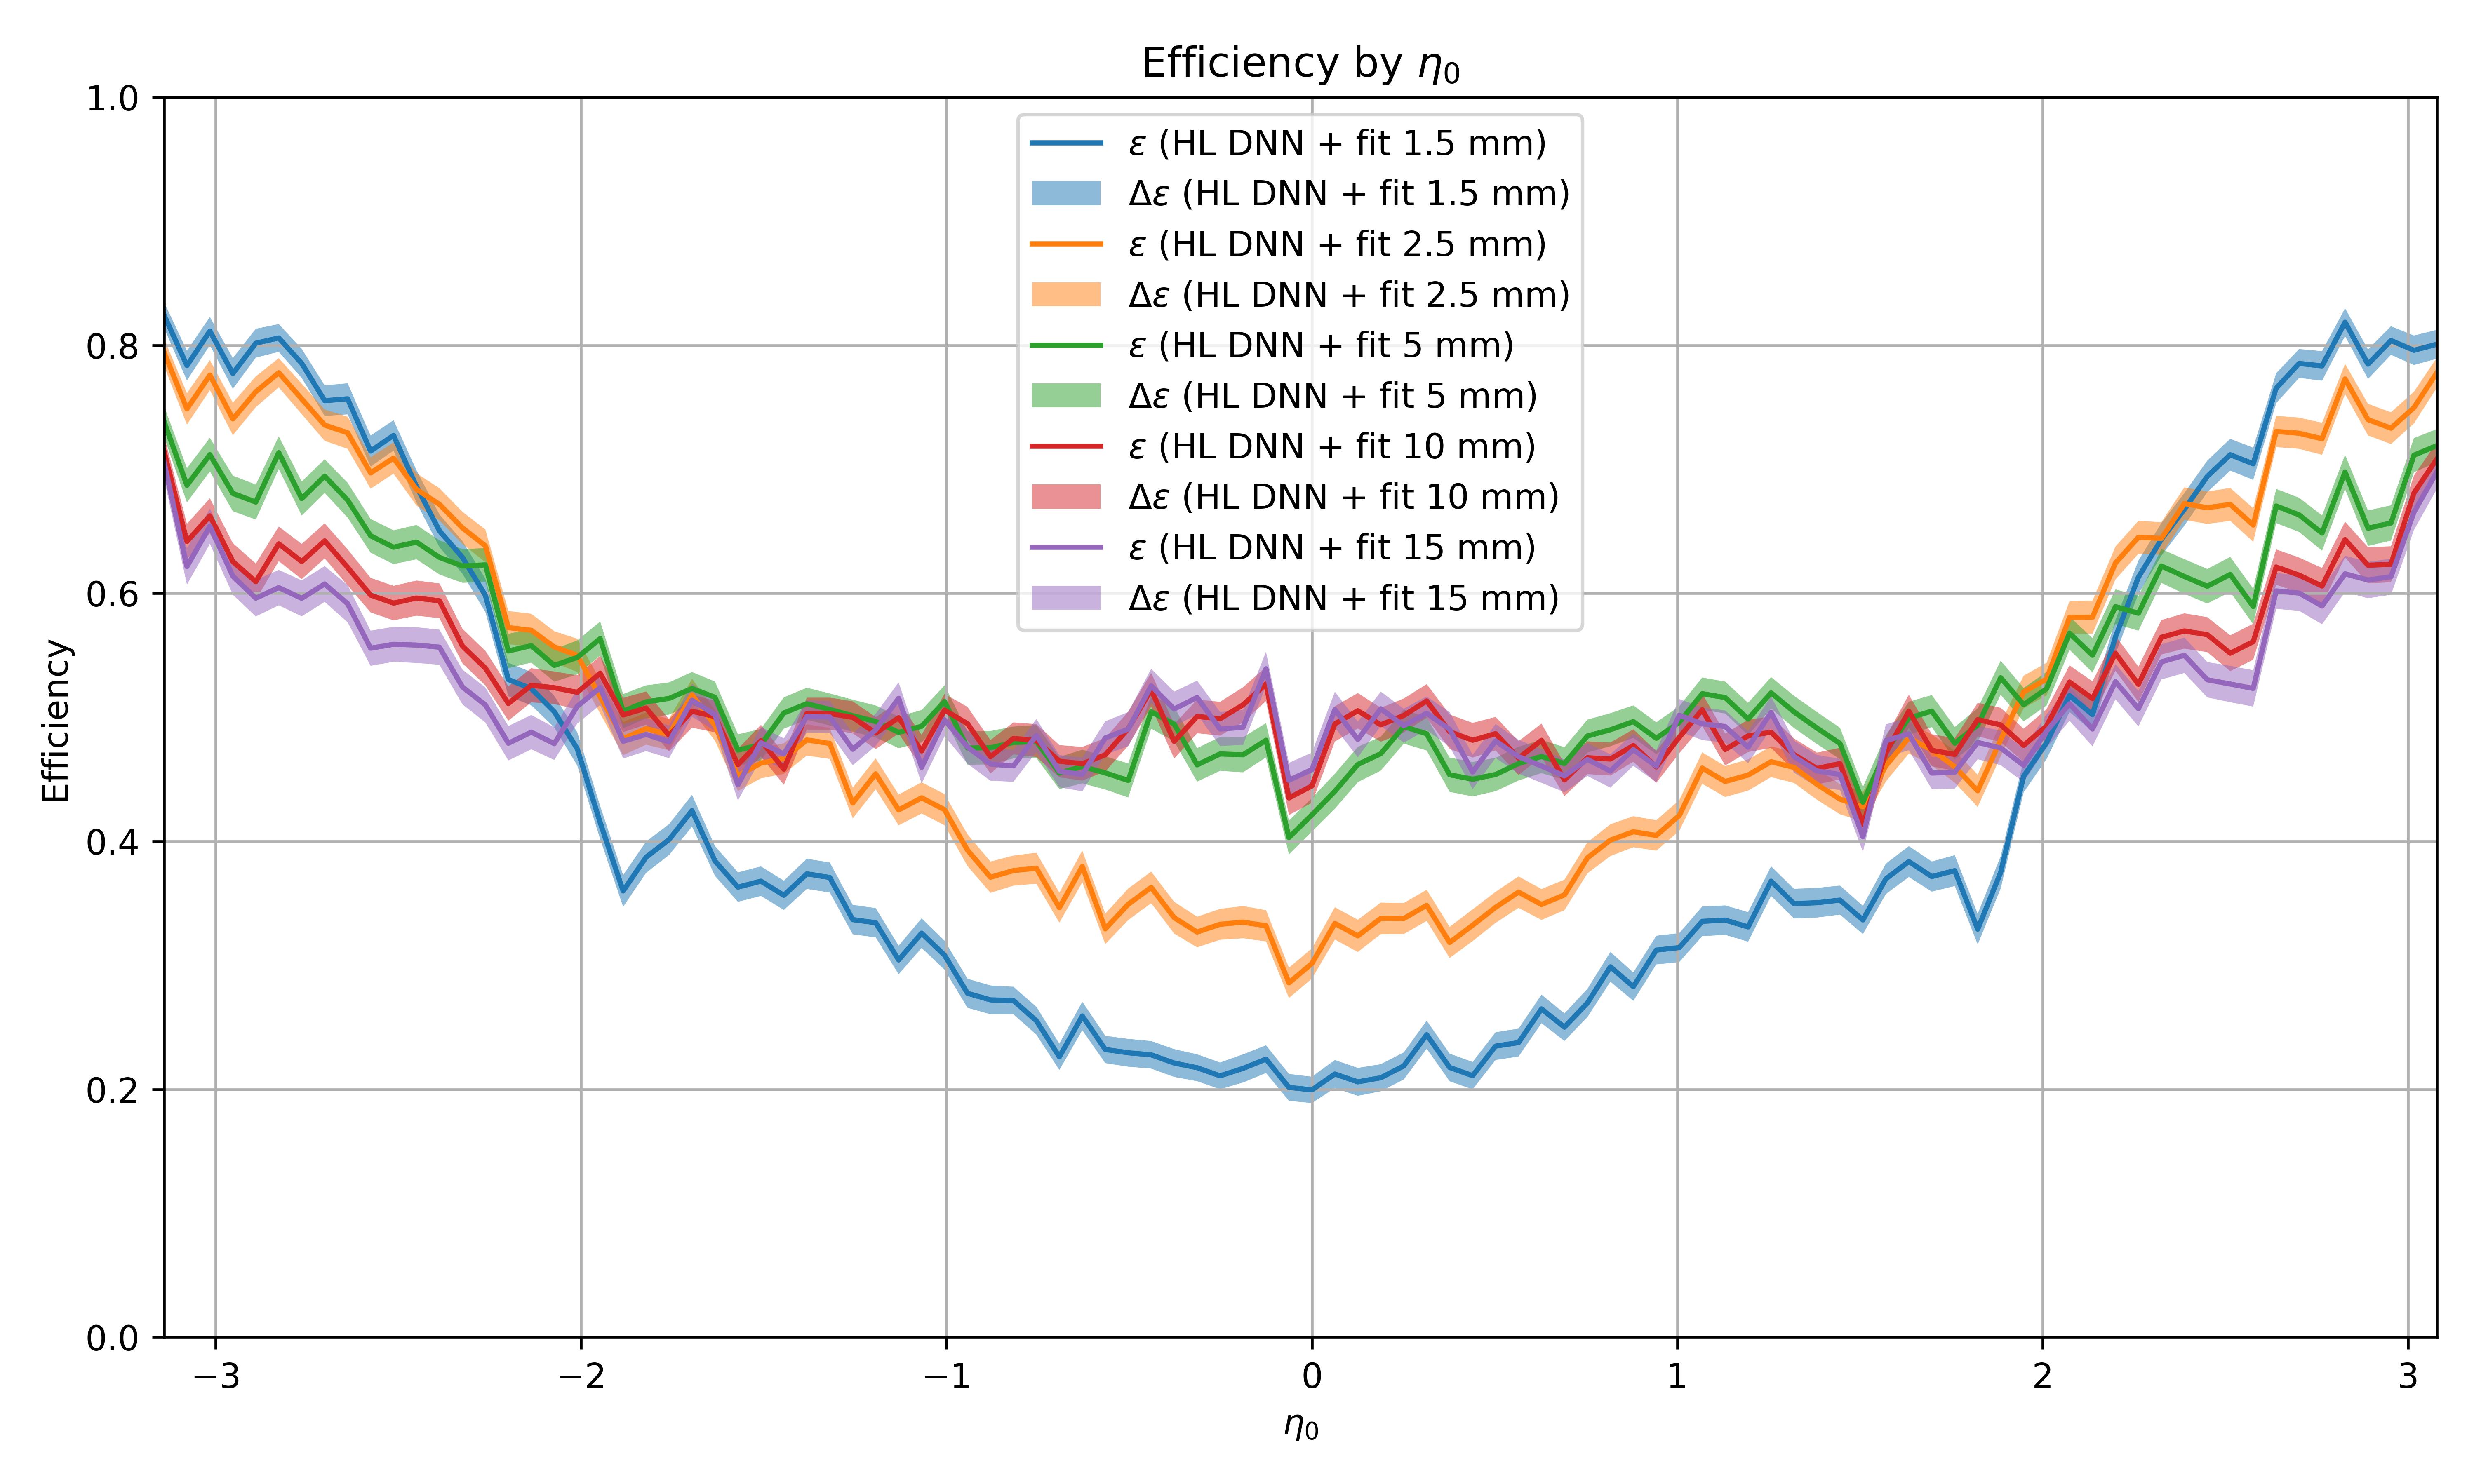 Efficiency by η₀
1.0
0.8
0.6
0.4
0.2
0.0
Efficiency
ε (HL DNN + fit 1.5 mm)
Δε (HL DNN + fit 1.5 mm)
ε (HL DNN + fit 2.5 mm)
Δε (HL DNN + fit 2.5 mm)
ε (HL DNN + fit 5 mm)
Δε (HL DNN + fit 5 mm)
ε (HL DNN + fit 10 mm)
Δε (HL DNN + fit 10 mm)
ε (HL DNN + fit 15 mm)
Δε (HL DNN + fit 15 mm)
−3 −2 −1 0 1 2 3
η₀